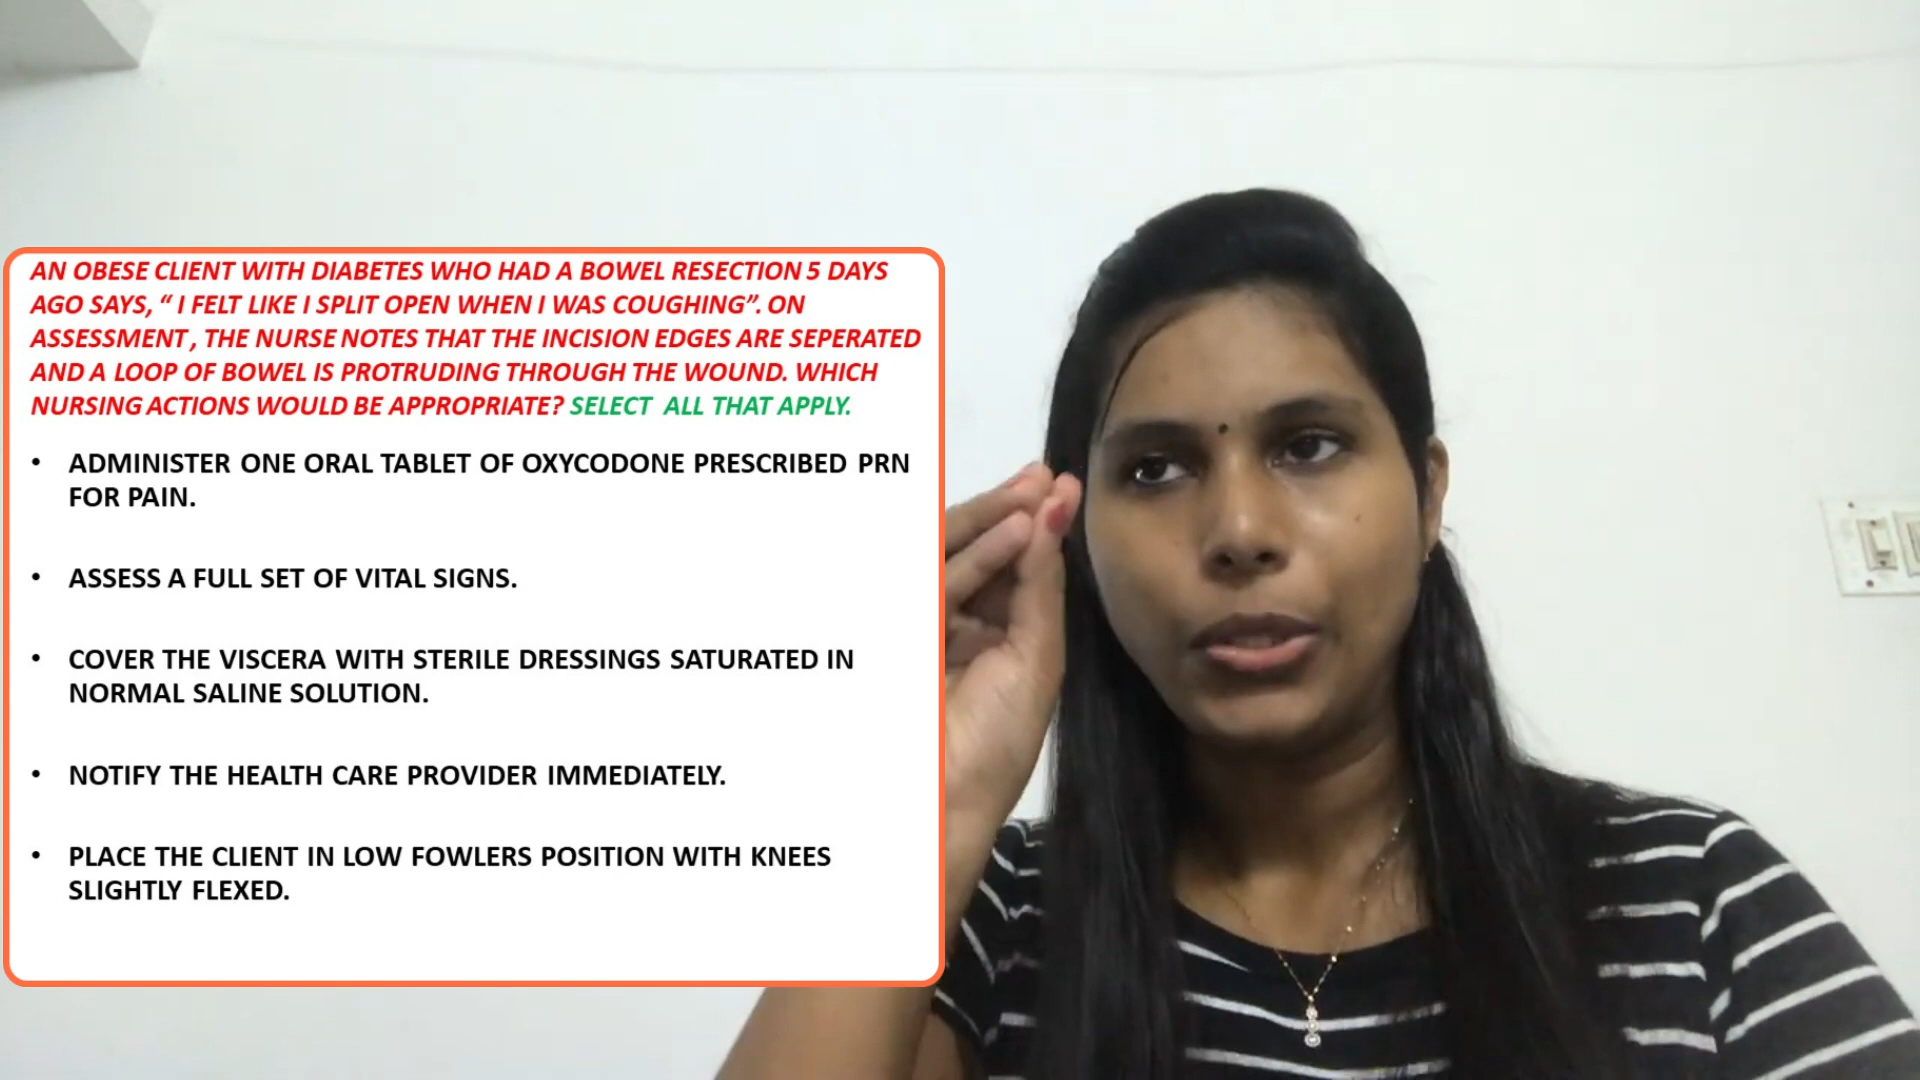 AN OBESE CLIENT WITH DIABETES WHO HAD A BOWEL RESECTION 5 DAYS
AGO SAYS, “ I FELT LIKE I SPLIT OPEN WHEN I WAS COUGHING”. ON
ASSESSMENT , THE NURSE NOTES THAT THE INCISION EDGES ARE SEPERATED
AND A LOOP OF BOWEL IS PROTRUDING THROUGH THE WOUND. WHICH
NURSING ACTIONS WOULD BE APPROPRIATE? SELECT ALL THAT APPLY.
• ADMINISTER ONE ORAL TABLET OF OXYCODONE PRESCRIBED PRN
FOR PAIN.
• ASSESS A FULL SET OF VITAL SIGNS.
• COVER THE VISCERA WITH STERILE DRESSINGS SATURATED IN
NORMAL SALINE SOLUTION.
• NOTIFY THE HEALTH CARE PROVIDER IMMEDIATELY.
• PLACE THE CLIENT IN LOW FOWLERS POSITION WITH KNEES
SLIGHTLY FLEXED.